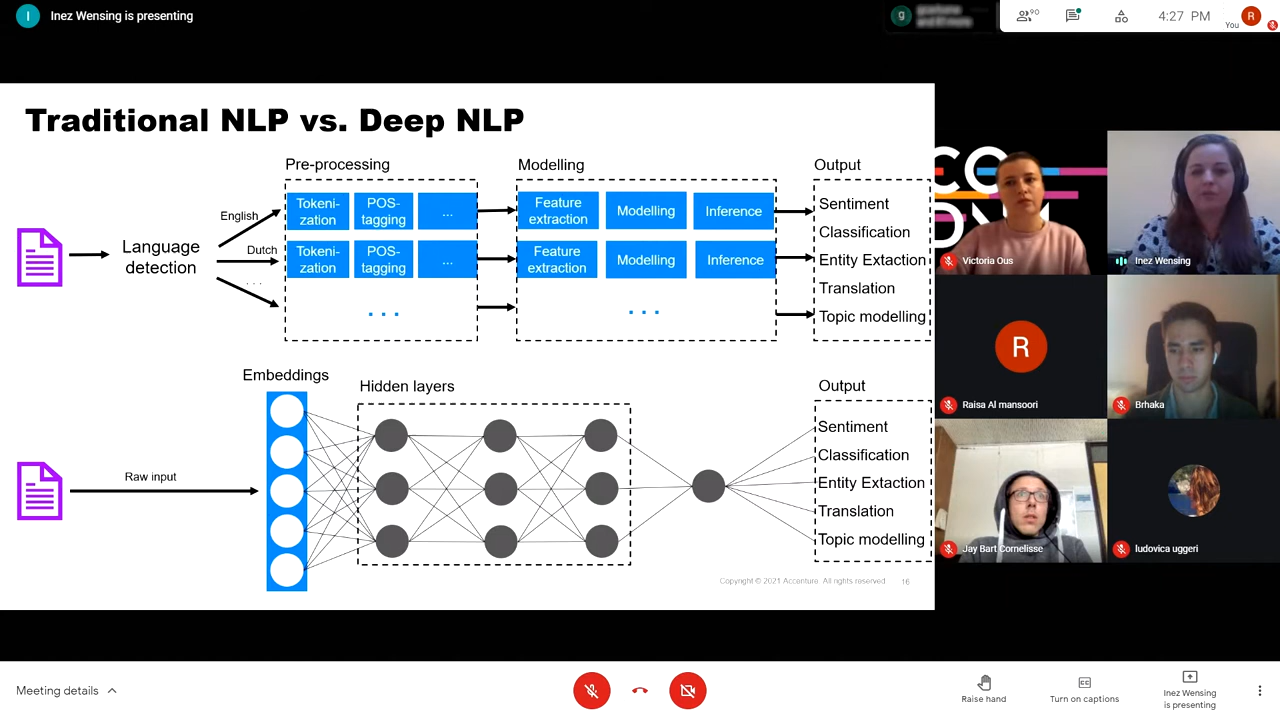 I
Inez Wensing is presenting
g
90
4:27 PM
You
R
Traditional NLP vs. Deep NLP
Pre-processing
Modelling
Output
English
Dutch
. . .
Language
detection
Tokeni-
zation
POS-
tagging
...
Feature
extraction
Modelling
Inference
Tokeni-
zation
POS-
tagging
...
Feature
extraction
Modelling
Inference
. . .
. . .
Sentiment
Classification
Entity Extaction
Translation
Topic modelling
Embeddings
Hidden layers
Output
Raw input
Sentiment
Classification
Entity Extaction
Translation
Topic modelling
Copyright © 2021 Accenture. All rights reserved
16
CO
Victoria Ous
Inez Wensing
R
Raisa Al mansoori
Brhaka
Jay Bart Cornelisse
ludovica uggeri
Meeting details
Raise hand
Turn on captions
Inez Wensing
is presenting